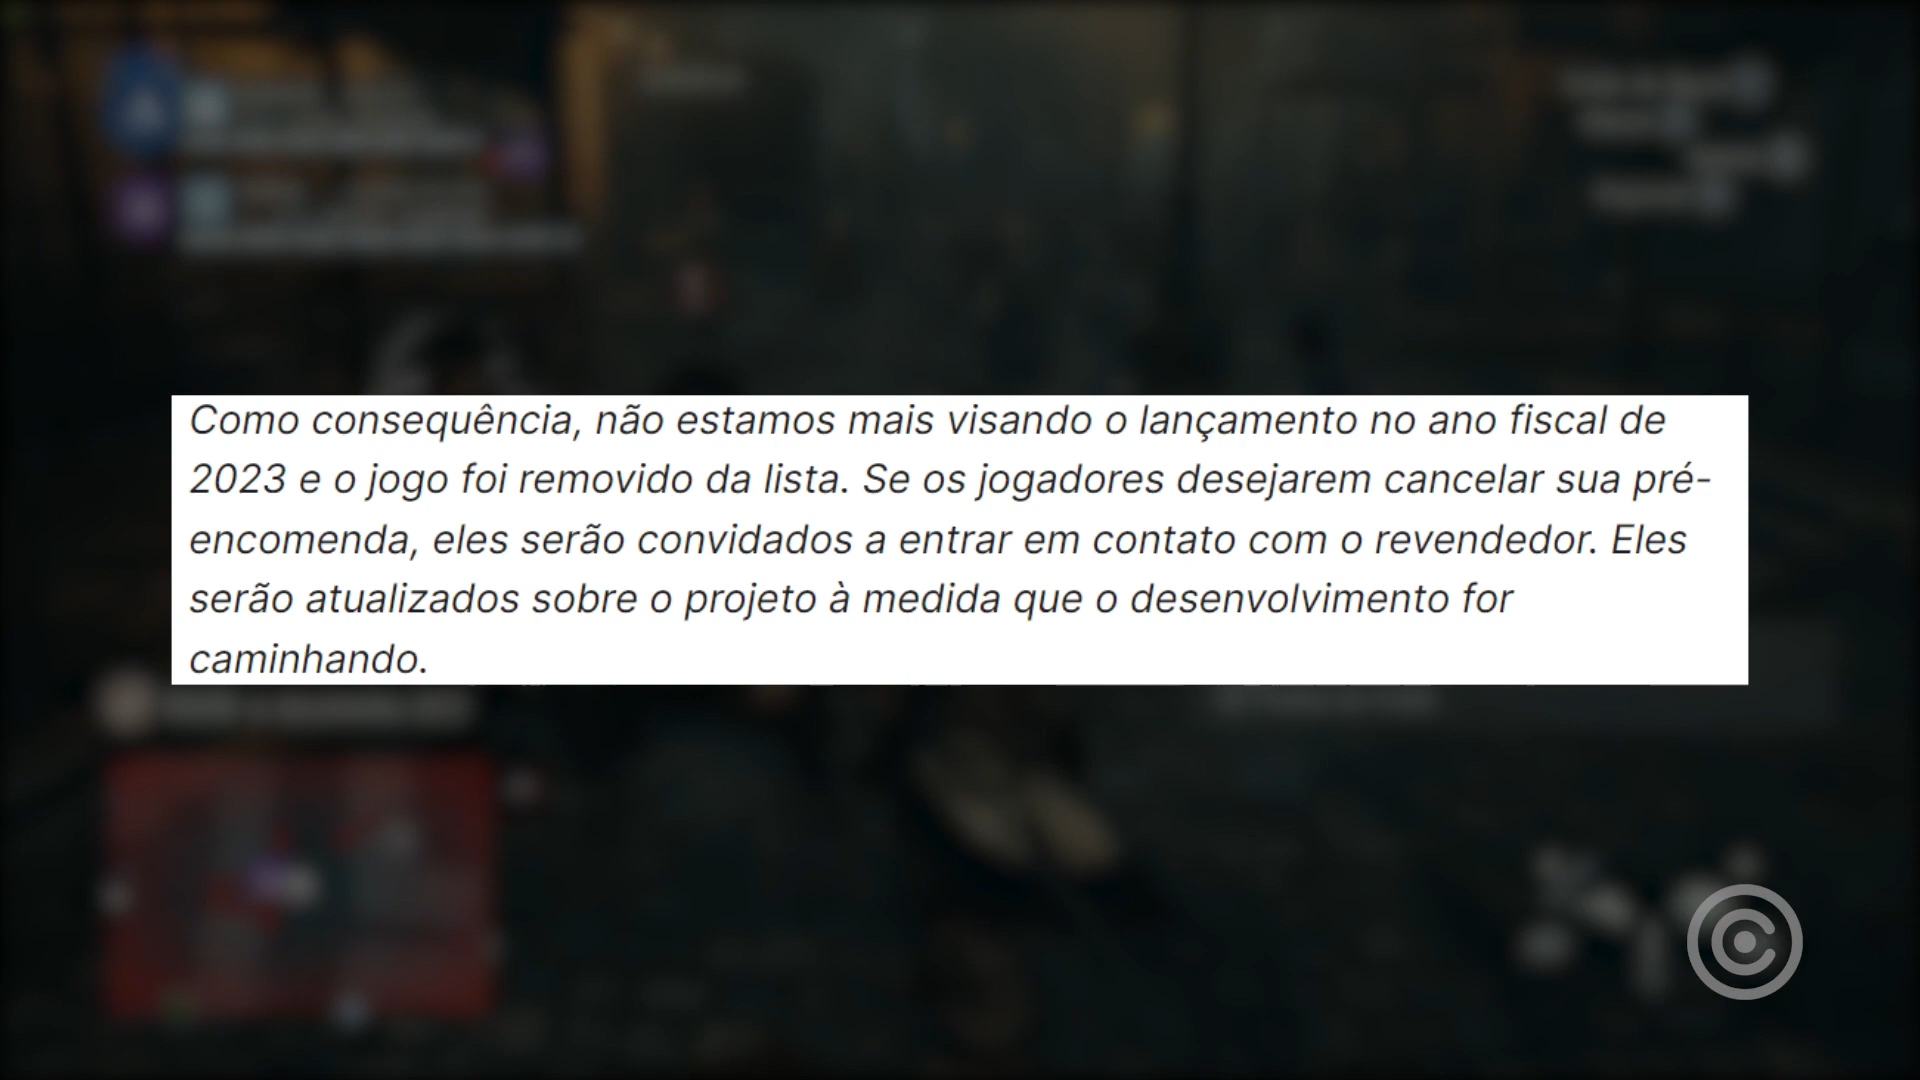 Como consequência, não estamos mais visando o lançamento no ano fiscal de
2023 e o jogo foi removido da lista. Se os jogadores desejarem cancelar sua pré-
encomenda, eles serão convidados a entrar em contato com o revendedor. Eles
serão atualizados sobre o projeto à medida que o desenvolvimento for
caminhando.